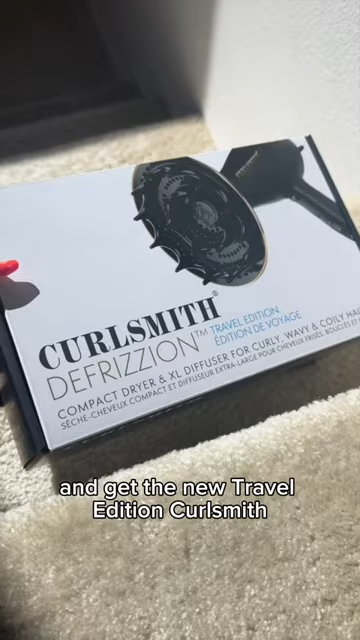 CURLSMITH®
DEFRIZZION™ TRAVEL EDITION
ÉDITION DE VOYAGE
COMPACT DRYER & XL DIFFUSER FOR CURLY, WAVY & COILY HAIR
SÈCHE-CHEVEUX COMPACT ET DIFFUSEUR EXTRA-LARGE POUR CHEVEUX FRISÉS, BOUCLÉS ET
and get the new Travel
Edition Curlsmith